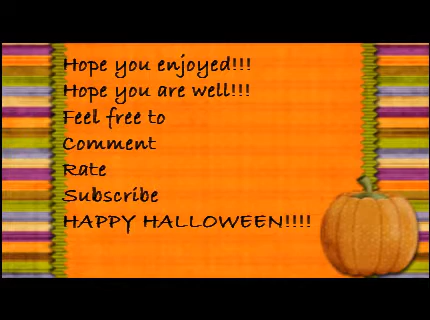 Hope you enjoyed!!!
Hope you are well!!!
Feel free to
Comment
Rate
Subscribe
HAPPY HALLOWEEN!!!!